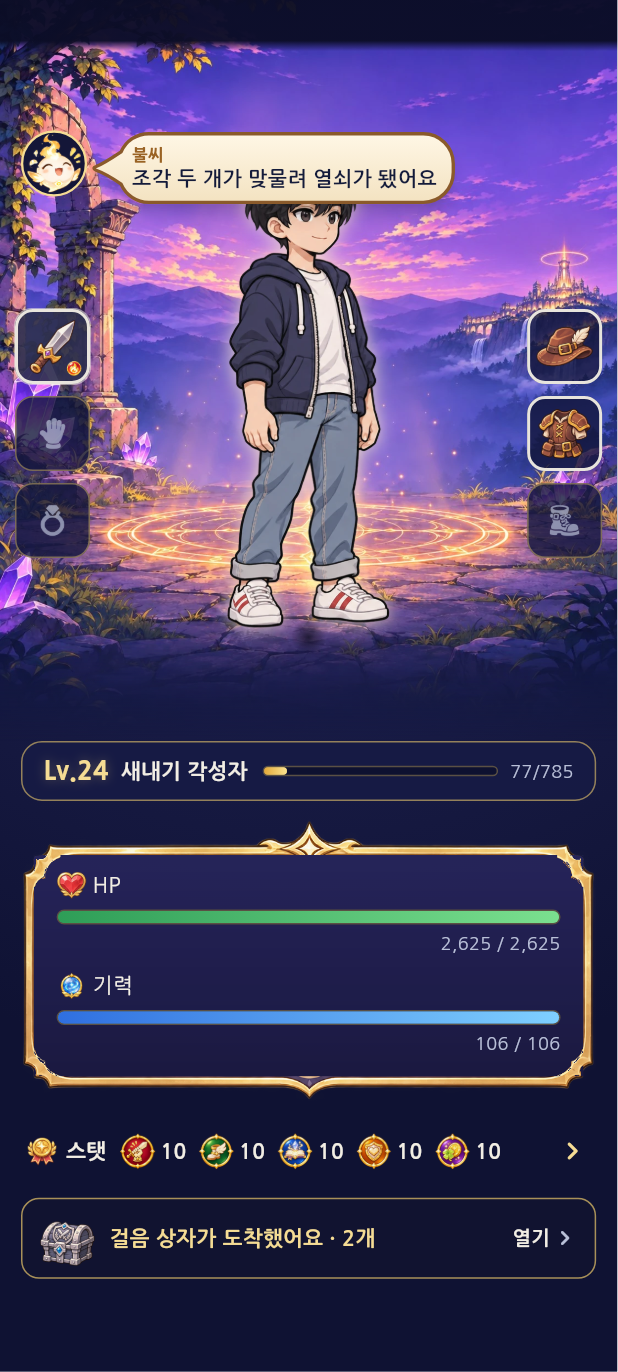 불씨
조각 두 개가 맞물려 열쇠가 됐어요
Lv.24 새내기 각성자 77/785
HP
2,625 / 2,625
기력
106 / 106
스탯 10 10 10 10 10
걸음 상자가 도착했어요 · 2개 열기